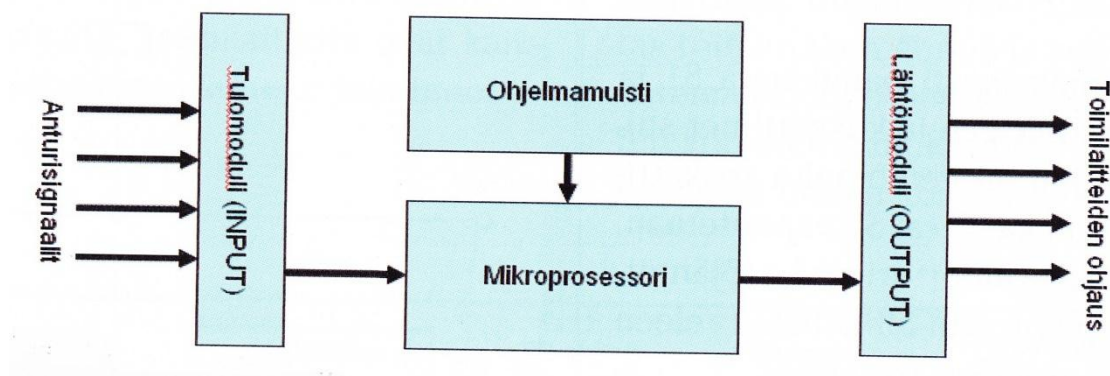 Anturisignaalit
Tulomoduli (INPUT)
Ohjelmamuisti
Mikroprosessori
Lähtömoduli (OUTPUT)
Toimilaitteiden ohjaus